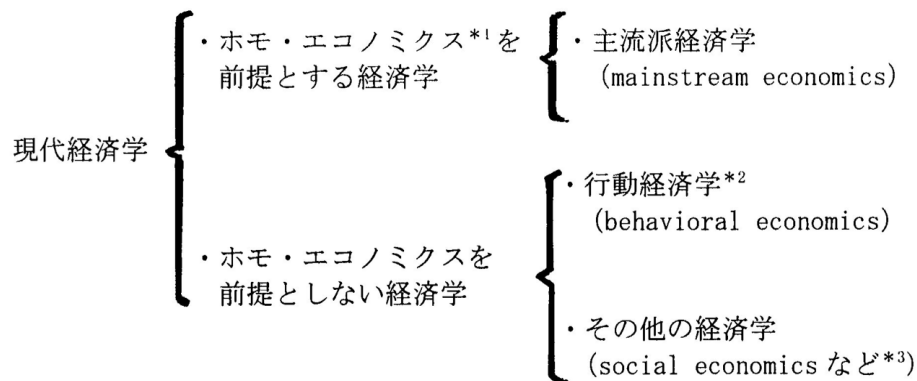 ・ホモ・エコノミクス*1を
前提とする経済学
・主流派経済学
(mainstream economics)
現代経済学
・行動経済学*2
(behavioral economics)
・ホモ・エコノミクスを
前提としない経済学
・その他の経済学
(social economics など*3)